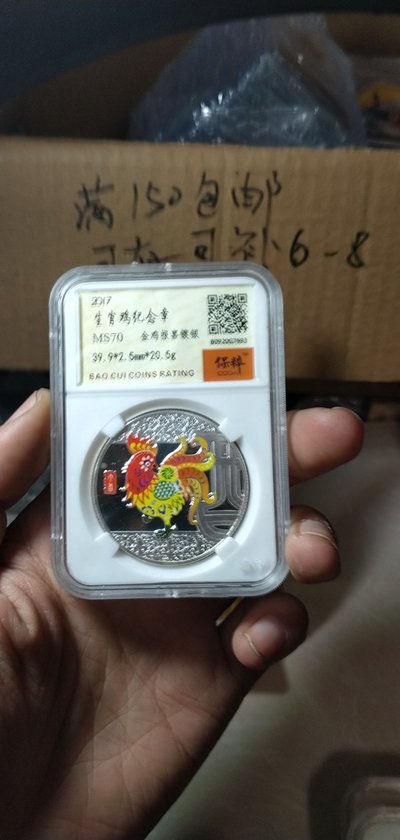 满150包邮
6-8
2017
生肖鸡纪念章
MS70 金鸡报喜镀银
39.9*2.5mm*20.5g
BAO CUI COINS RATING
保粹